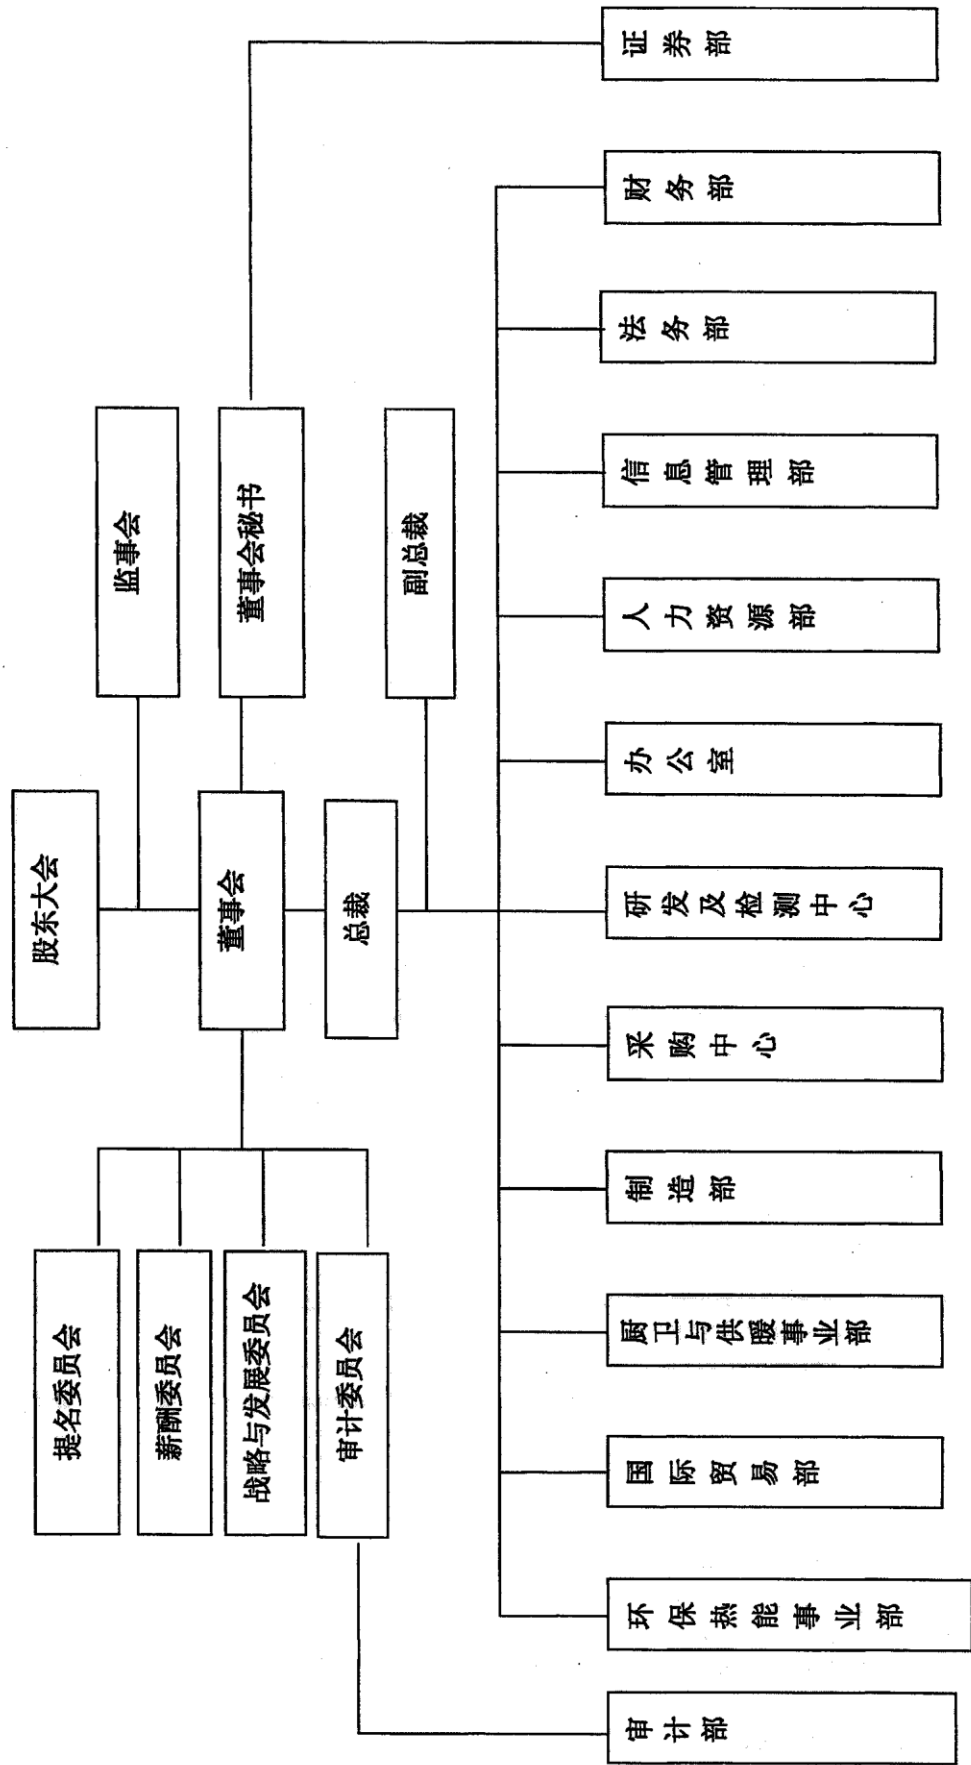 股东大会
监事会
董事会
董事会秘书
总裁
副总裁
提名委员会
薪酬委员会
战略与发展委员会
审计委员会
审计部
环保热能事业部
国际贸易部
厨卫与供暖事业部
制造部
采购中心
研发及检测中心
办公室
人力资源部
信息管理部
法务部
财务部
证券部